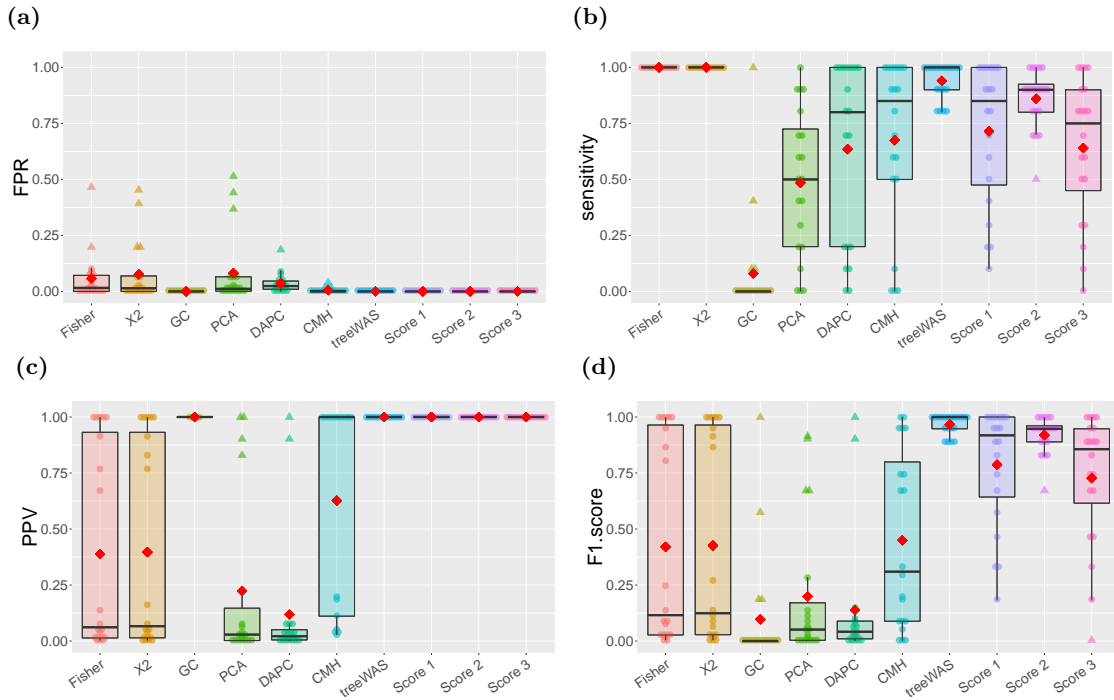 (a)
FPR
1.00
0.75
0.50
0.25
0.00
Fisher
X2
GC
PCA
DAPC
CMH
treeWAS
Score 1
Score 2
Score 3
(b)
sensitivity
1.00
0.75
0.50
0.25
0.00
Fisher
X2
GC
PCA
DAPC
CMH
treeWAS
Score 1
Score 2
Score 3
(c)
PPV
1.00
0.75
0.50
0.25
0.00
Fisher
X2
GC
PCA
DAPC
CMH
treeWAS
Score 1
Score 2
Score 3
(d)
F1.score
1.00
0.75
0.50
0.25
0.00
Fisher
X2
GC
PCA
DAPC
CMH
treeWAS
Score 1
Score 2
Score 3